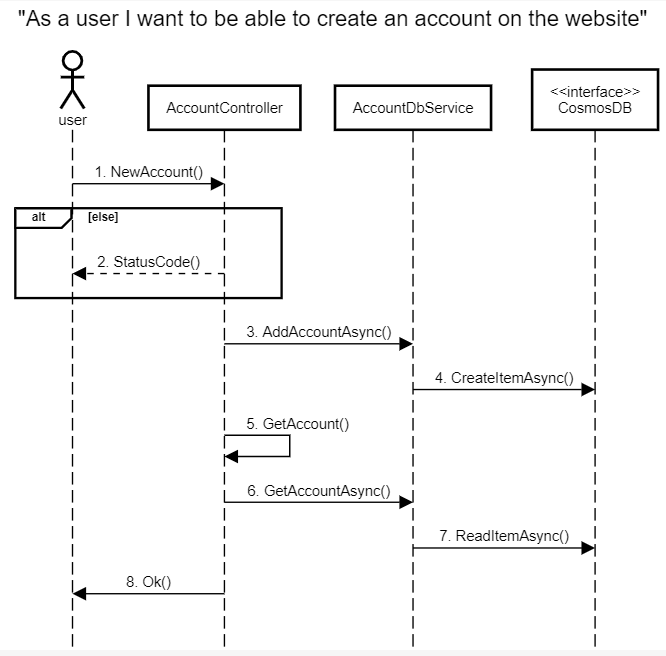 "As a user I want to be able to create an account on the website"
user
AccountController
AccountDbService
<<interface>>
CosmosDB
1. NewAccount()
alt
[else]
2. StatusCode()
3. AddAccountAsync()
4. CreateItemAsync()
5. GetAccount()
6. GetAccountAsync()
7. ReadItemAsync()
8. Ok()